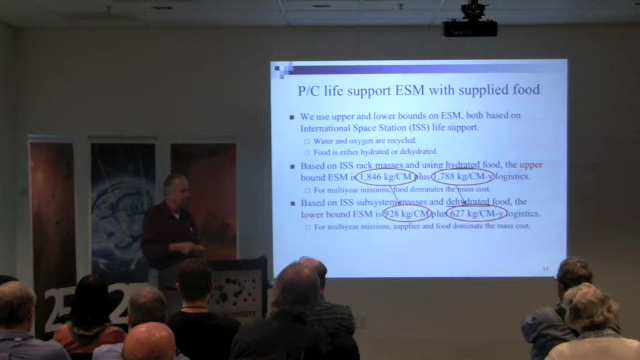 P/C life support ESM with supplied food
We use upper and lower bounds on ESM, both based on
International Space Station (ISS) life support.
Water and oxygen are recycled.
Food is either hydrated or dehydrated.
Based on ISS rack masses and using hydrated food, the upper
bound ESM is 1,846 kg/CM plus 1,788 kg/CM-y logistics.
For multiyear missions, food dominates the mass cost.
Based on ISS subsystem masses and dehydrated food, the
lower bound ESM is 928 kg/CM plus 627 kg/CM-y logistics.
For multiyear missions, supplies and food dominate the mass cost.